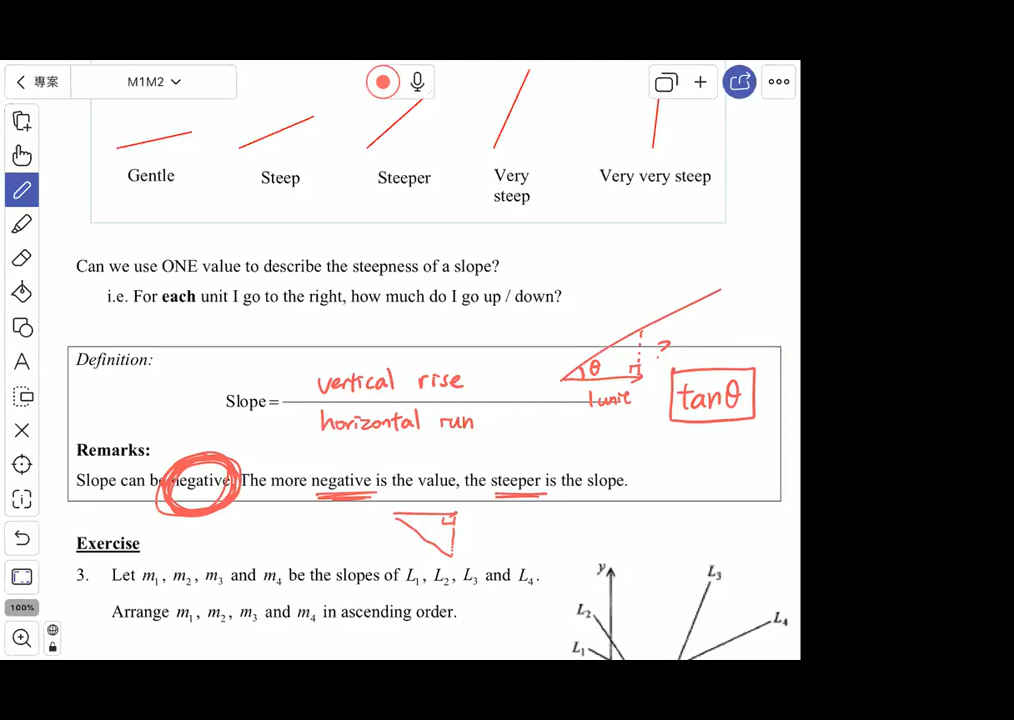 專案
M1M2
Gentle
Steep
Steeper
Very
steep
Very very steep
Can we use ONE value to describe the steepness of a slope?
i.e. For each unit I go to the right, how much do I go up / down?
Definition:
Slope = vertical rise
horizontal run
θ
?
1 unit
tanθ
Remarks:
Slope can be negative. The more negative is the value, the steeper is the slope.
Exercise
3. Let m₁, m₂, m₃ and m₄ be the slopes of L₁, L₂, L₃ and L₄.
Arrange m₁, m₂, m₃ and m₄ in ascending order.
y
L₃
L₂
L₄
L₁
A
100%